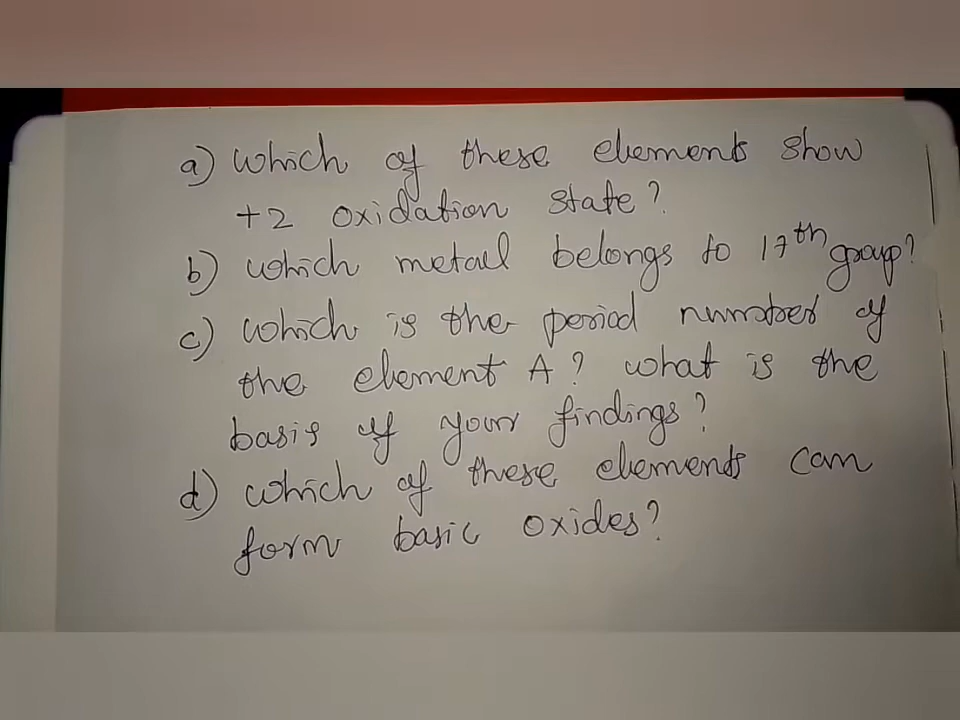 a) which of these elements show
+2 oxidation state?
b) which metal belongs to 17th group?
c) which is the period number of
the element A? what is the
basis of your findings?
d) which of these elements can
form basic oxides?